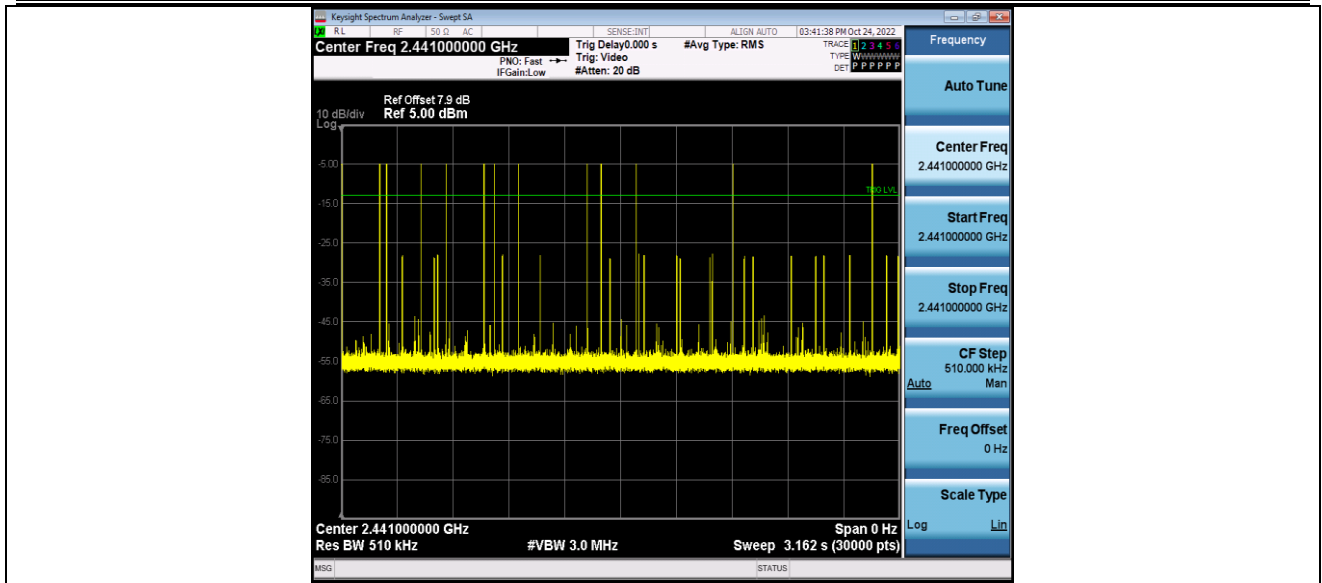 Keysight Spectrum Analyzer - Swept SA
RL RF 50 Ω AC SENSE:INT ALIGN AUTO 03:41:38 PM Oct 24, 2022
Center Freq 2.441000000 GHz
PNO: Fast
IFGain:Low
Trig Delay0.000 s
Trig: Video
#Atten: 20 dB
#Avg Type: RMS
TRACE 1 2 3 4 5 6
TYPE WWWWWW
DET P P P P P P
Ref Offset 7.9 dB
10 dB/div Ref 5.00 dBm
Log
-5.00
TRIG LVL
-15.0
-25.0
-35.0
-45.0
-55.0
-65.0
-75.0
-85.0
Center 2.441000000 GHz Span 0 Hz
Res BW 510 kHz #VBW 3.0 MHz Sweep 3.162 s (30000 pts)
MSG STATUS
Frequency
Auto Tune
Center Freq
2.441000000 GHz
Start Freq
2.441000000 GHz
Stop Freq
2.441000000 GHz
CF Step
510.000 kHz
Auto Man
Freq Offset
0 Hz
Scale Type
Log Lin